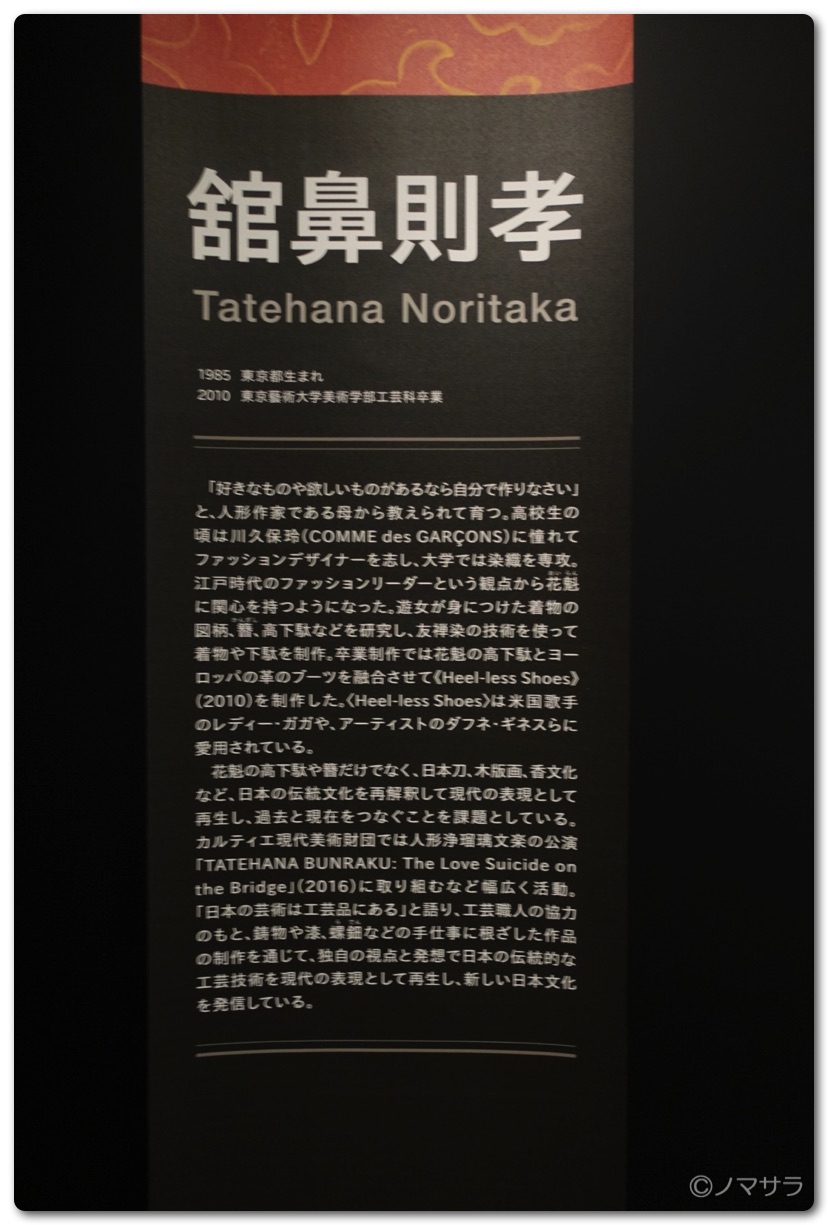 舘鼻則孝
Tatehana Noritaka
1985 東京都生まれ
2010 東京藝術大学美術学部工芸科卒業
「好きなものや欲しいものがあるなら自分で作りなさい」
と、人形作家である母から教えられて育つ。高校生の
頃は川久保玲(COMME des GARÇONS)に憧れて
ファッションデザイナーを志し、大学では染織を専攻。
江戸時代のファッションリーダーという観点から花魁
に関心を持つようになった。遊女が身につけた着物の
図柄、簪、高下駄などを研究し、友禅染の技術を使って
着物や下駄を制作。卒業制作では花魁の高下駄とヨー
ロッパの革のブーツを融合させて《Heel-less Shoes》
(2010)を制作した。〈Heel-less Shoes〉は米国歌手
のレディー・ガガや、アーティストのダフネ・ギネスらに
愛用されている。
花魁の高下駄や簪だけでなく、日本刀、木版画、香文化
など、日本の伝統文化を再解釈して現代の表現として
再生し、過去と現在をつなぐことを課題としている。
カルティエ現代美術財団では人形浄瑠璃文楽の公演
「TATEHANA BUNRAKU: The Love Suicide on
the Bridge」(2016)に取り組むなど幅広く活動。
「日本の芸術は工芸品にある」と語り、工芸職人の協力
のもと、鋳物や漆、螺鈿などの手仕事に根ざした作品
の制作を通じて、独自の視点と発想で日本の伝統的な
工芸技術を現代の表現として再生し、新しい日本文化
を発信している。
©ノマサラ